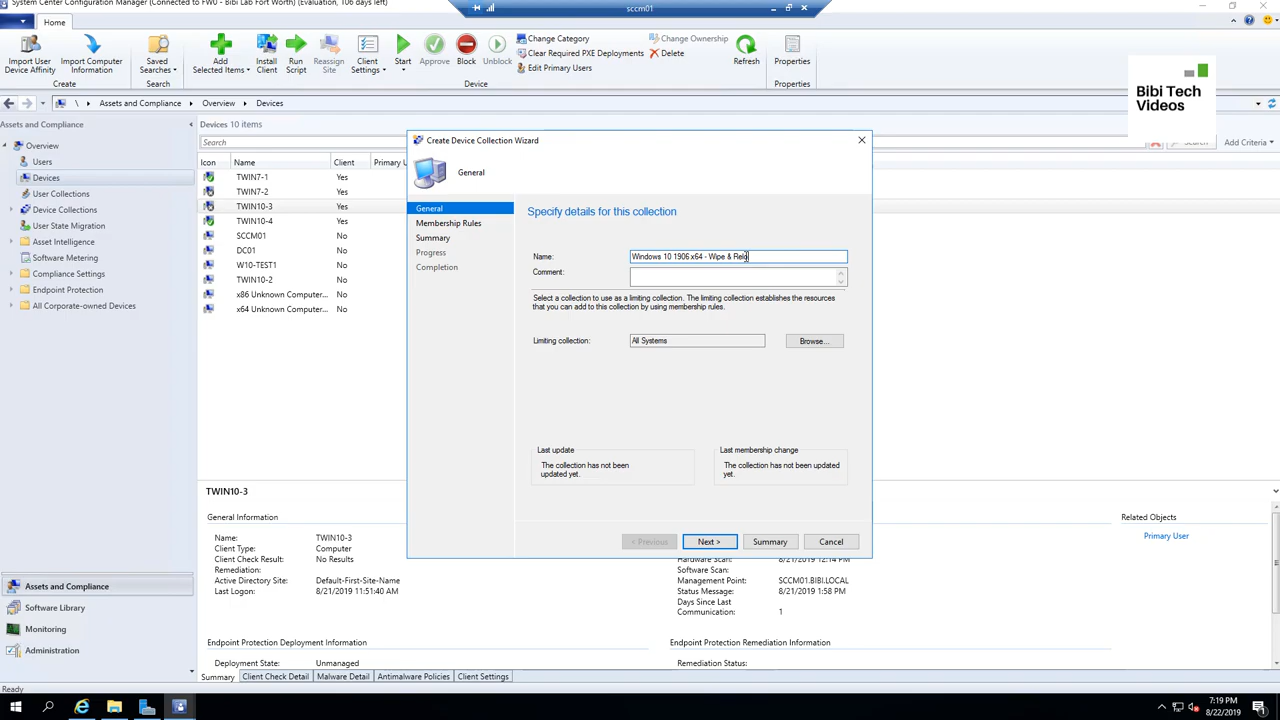 System Center Configuration Manager (Connected to FW0 - Bibi Lab Fort Worth) (Evaluation, 106 days left)
sccm01
Home
Import User Device Affinity
Import Computer Information
Create
Saved Searches
Search
Add Selected Items
Install Client
Run Script
Reassign Site
Client Settings
Start
Approve
Block
Unblock
Change Category
Clear Required PXE Deployments
Edit Primary Users
Change Ownership
Delete
Device
Refresh
Properties
Properties
Bibi Tech
Videos
\ Assets and Compliance Overview Devices
Assets and Compliance
Overview
Users
Devices
User Collections
Device Collections
User State Migration
Asset Intelligence
Software Metering
Compliance Settings
Endpoint Protection
All Corporate-owned Devices
Devices 10 items
Search
Search
Add Criteria
Icon Name Client Primary U
TWIN7-1 Yes
TWIN7-2 Yes
TWIN10-3 Yes
TWIN10-4 Yes
SCCM01 No
DC01 No
W10-TEST1 No
TWIN10-2 No
x86 Unknown Computer... No
x64 Unknown Computer... No
Create Device Collection Wizard
General
General
Membership Rules
Summary
Progress
Completion
Specify details for this collection
Name: Windows 10 1906 x64 - Wipe & Relo
Comment:
Select a collection to use as a limiting collection. The limiting collection establishes the resources
that you can add to this collection by using membership rules.
Limiting collection: All Systems Browse...
Last update
The collection has not been
updated yet.
Last membership change
The collection has not been updated
yet.
< Previous Next > Summary Cancel
TWIN10-3
General Information
Name: TWIN10-3
Client Type: Computer
Client Check Result: No Results
Remediation:
Active Directory Site: Default-First-Site-Name
Last Logon: 8/21/2019 11:51:40 AM
Hardware Scan: 8/21/2019 12:14 PM
Software Scan:
Management Point: SCCM01.BIBI.LOCAL
Status Message: 8/21/2019 1:58 PM
Days Since Last
Communication: 1
Related Objects
Primary User
Endpoint Protection Deployment Information
Deployment State: Unmanaged
Endpoint Protection Remediation Information
Remediation Status:
Summary Client Check Detail Malware Detail Antimalware Policies Client Settings
Assets and Compliance
Software Library
Monitoring
Administration
Ready
7:19 PM
8/22/2019
1